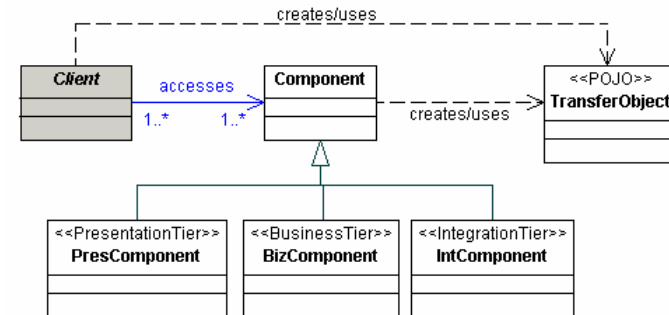 creates/uses
Client
accesses
1..*
1..*
Component
creates/uses
<<POJO>>
TransferObject
<<PresentationTier>>
PresComponent
<<BusinessTier>>
BizComponent
<<IntegrationTier>>
IntComponent